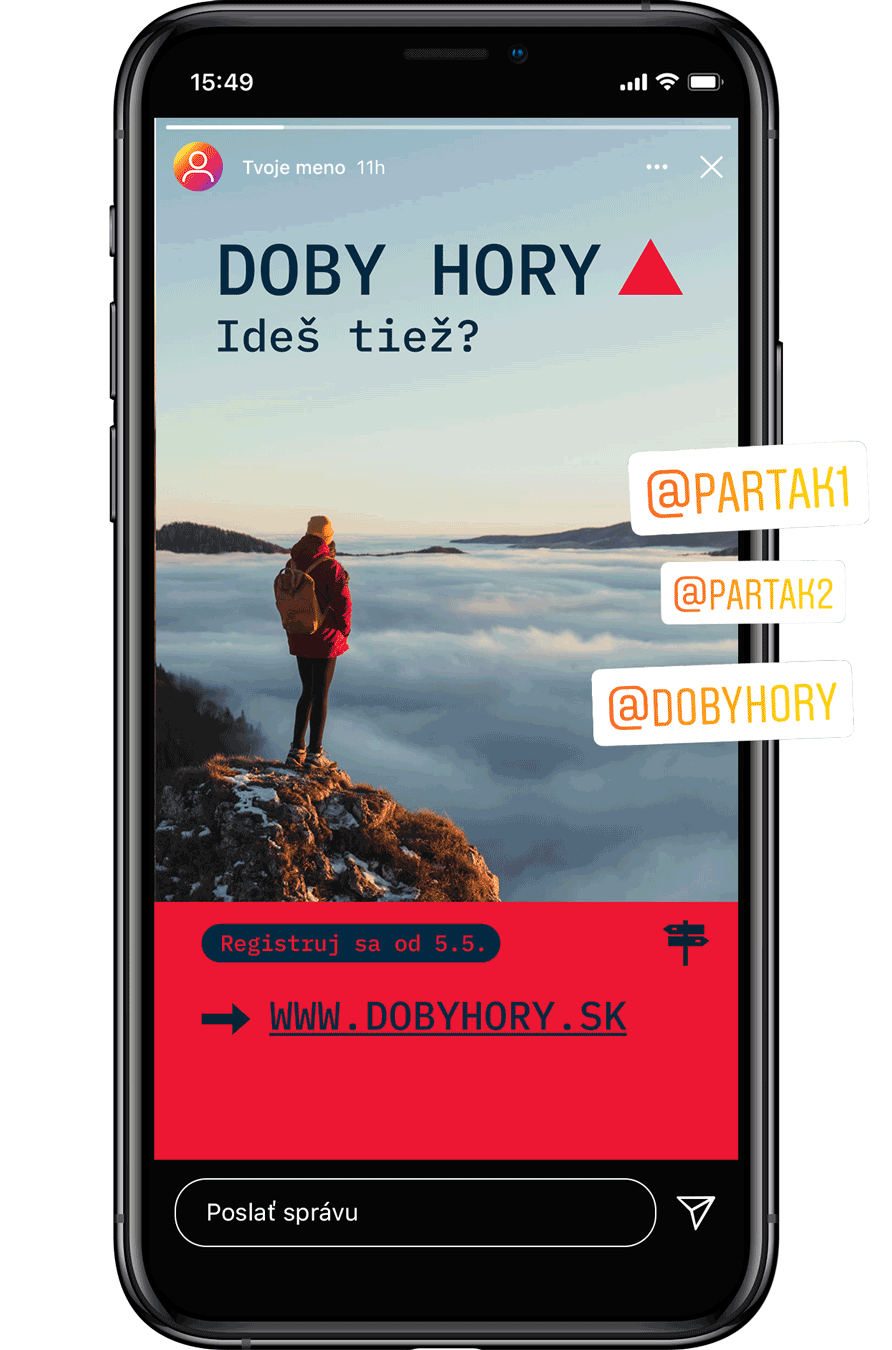 15:49
Tvoje meno 11h
DOBY HORY
Ideš tiež?
@PARTAK1
@PARTAK2
@DOBYHORY
Registruj sa od 5.5.
WWW.DOBYHORY.SK
Poslať správu